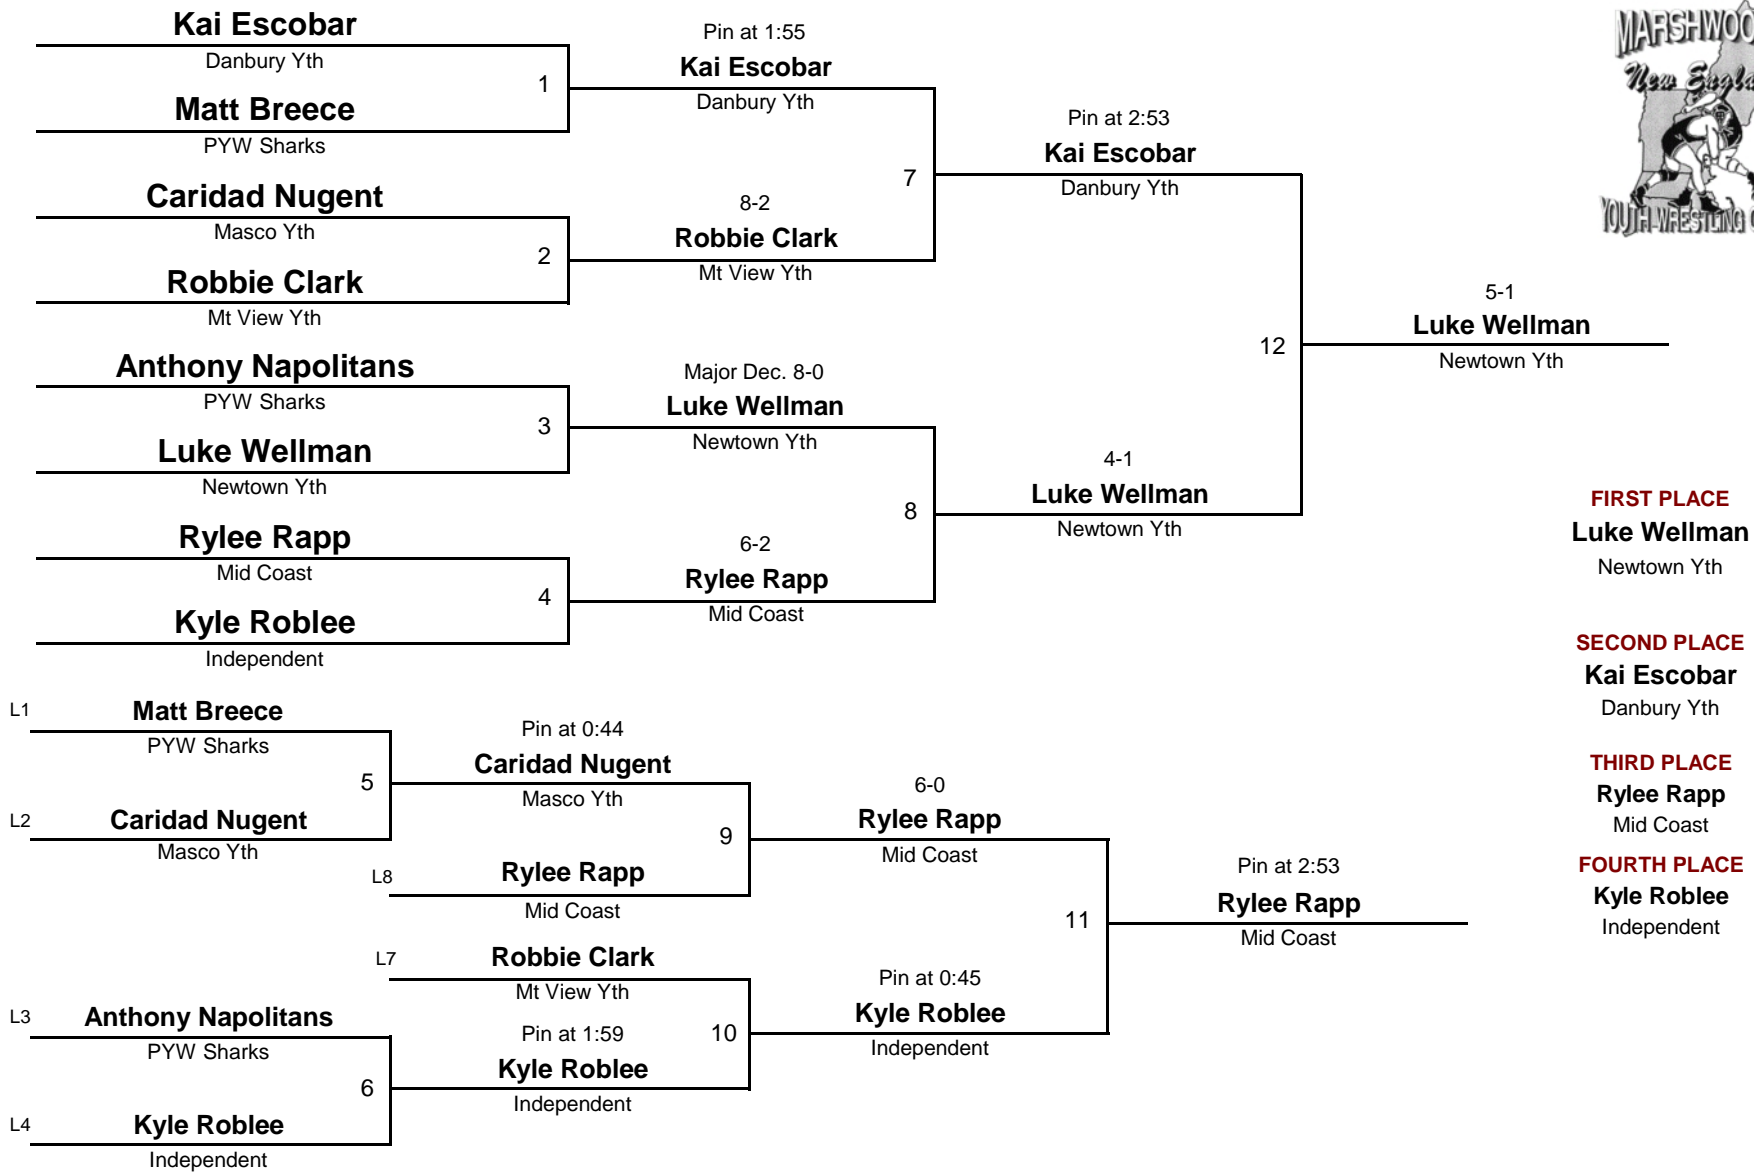 Kai Escobar
Danbury Yth
1
Matt Breece
PYW Sharks
Caridad Nugent
Masco Yth
2
Robbie Clark
Mt View Yth
Anthony Napolitans
PYW Sharks
3
Luke Wellman
Newtown Yth
Rylee Rapp
Mid Coast
4
Kyle Roblee
Independent
Pin at 1:55
Kai Escobar
Danbury Yth
7
8-2
Robbie Clark
Mt View Yth
Major Dec. 8-0
Luke Wellman
Newtown Yth
8
6-2
Rylee Rapp
Mid Coast
Pin at 2:53
Kai Escobar
Danbury Yth
12
4-1
Luke Wellman
Newtown Yth
5-1
Luke Wellman
Newtown Yth
New
YOUTH WRESTLING
FIRST PLACE
Luke Wellman
Newtown Yth
SECOND PLACE
Kai Escobar
Danbury Yth
THIRD PLACE
Rylee Rapp
Mid Coast
FOURTH PLACE
Kyle Roblee
Independent
L1
Matt Breece
PYW Sharks
5
L2
Caridad Nugent
Masco Yth
Pin at 0:44
Caridad Nugent
Masco Yth
9
L8
Rylee Rapp
Mid Coast
L7
Robbie Clark
Mt View Yth
10
L3
Anthony Napolitans
PYW Sharks
6
L4
Kyle Roblee
Independent
Pin at 1:59
Kyle Roblee
Independent
6-0
Rylee Rapp
Mid Coast
11
Pin at 0:45
Kyle Roblee
Independent
Pin at 2:53
Rylee Rapp
Mid Coast